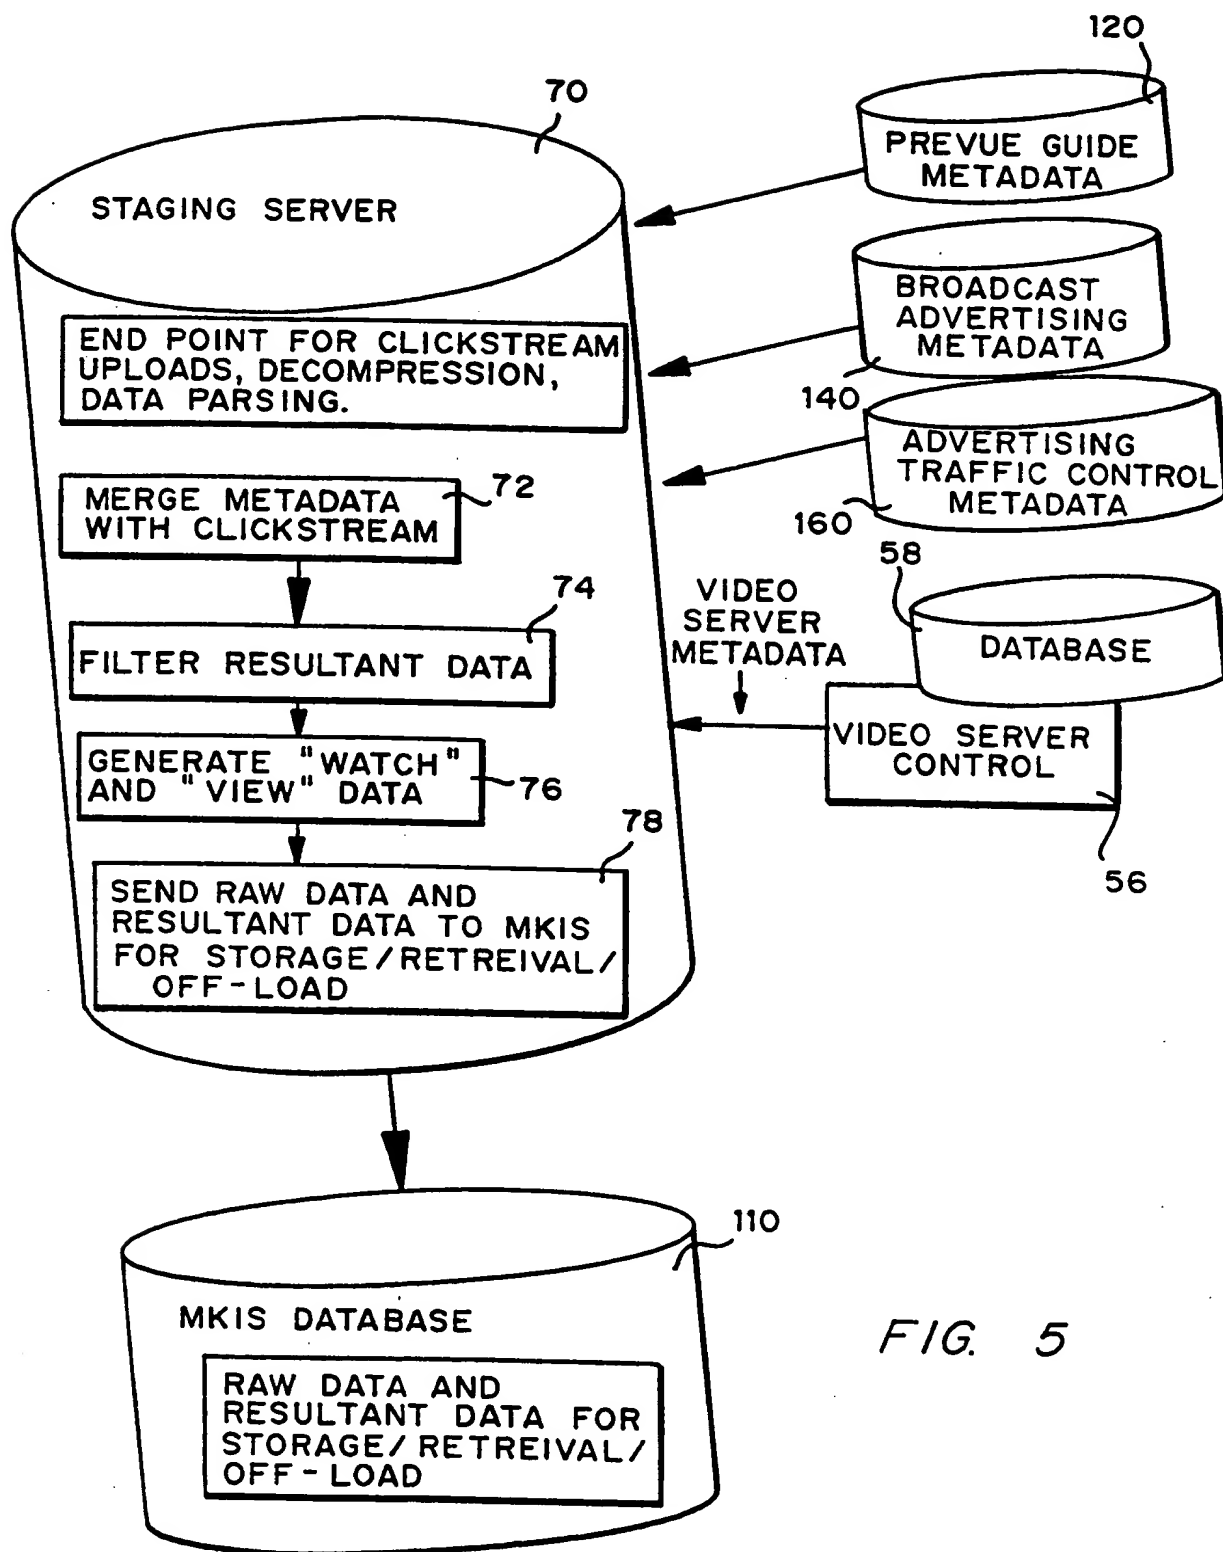 120
70
PREVUE GUIDE
METADATA
STAGING SERVER
BROADCAST
ADVERTISING
METADATA
140
END POINT FOR CLICKSTREAM
UPLOADS, DECOMPRESSION,
DATA PARSING.
ADVERTISING
TRAFFIC CONTROL
METADATA
160
MERGE METADATA
WITH CLICKSTREAM
72
58
DATABASE
VIDEO
SERVER
METADATA
74
FILTER RESULTANT DATA
VIDEO SERVER
CONTROL
56
GENERATE "WATCH"
AND "VIEW" DATA
76
78
SEND RAW DATA AND
RESULTANT DATA TO MKIS
FOR STORAGE/RETREIVAL/
OFF-LOAD
110
MKIS DATABASE
RAW DATA AND
RESULTANT DATA FOR
STORAGE/RETREIVAL/
OFF-LOAD
FIG. 5